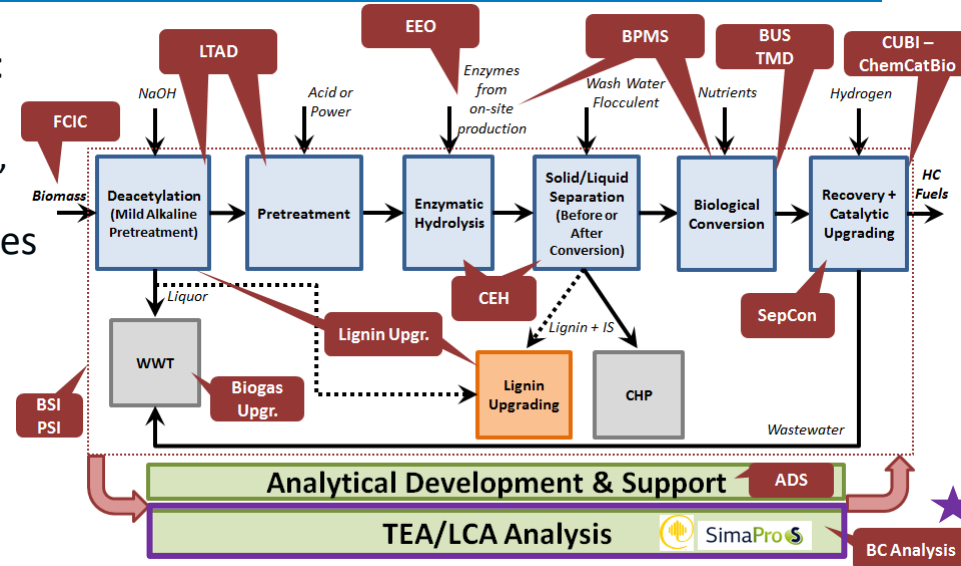 :
,
es
FCIC
LTAD
EEO
BPMS
BUS
TMD
CUBI –
ChemCatBio
NaOH
Acid or
Power
Enzymes
from
on-site
production
Wash Water
Flocculent
Nutrients
Hydrogen
Biomass
Deacetylation
(Mild Alkaline
Pretreatment)
Pretreatment
Enzymatic
Hydrolysis
Solid/Liquid
Separation
(Before or
After
Conversion)
Biological
Conversion
Recovery +
Catalytic
Upgrading
HC
Fuels
Liquor
CEH
SepCon
Lignin Upgr.
Lignin + IS
WWT
Biogas
Upgr.
Lignin
Upgrading
CHP
BSI
PSI
Wastewater
Analytical Development & Support
ADS
TEA/LCA Analysis
SimaPro S
BC Analysis